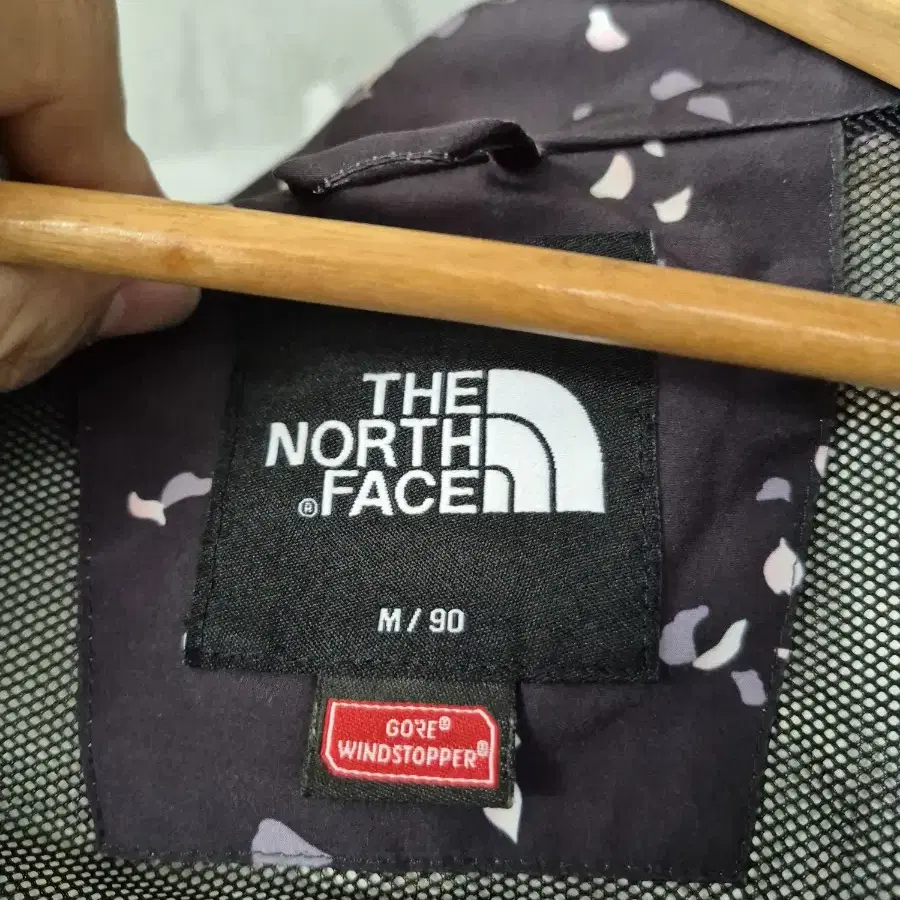 THE
NORTH
®FACE
M / 90
GORE®
WINDSTOPPER®